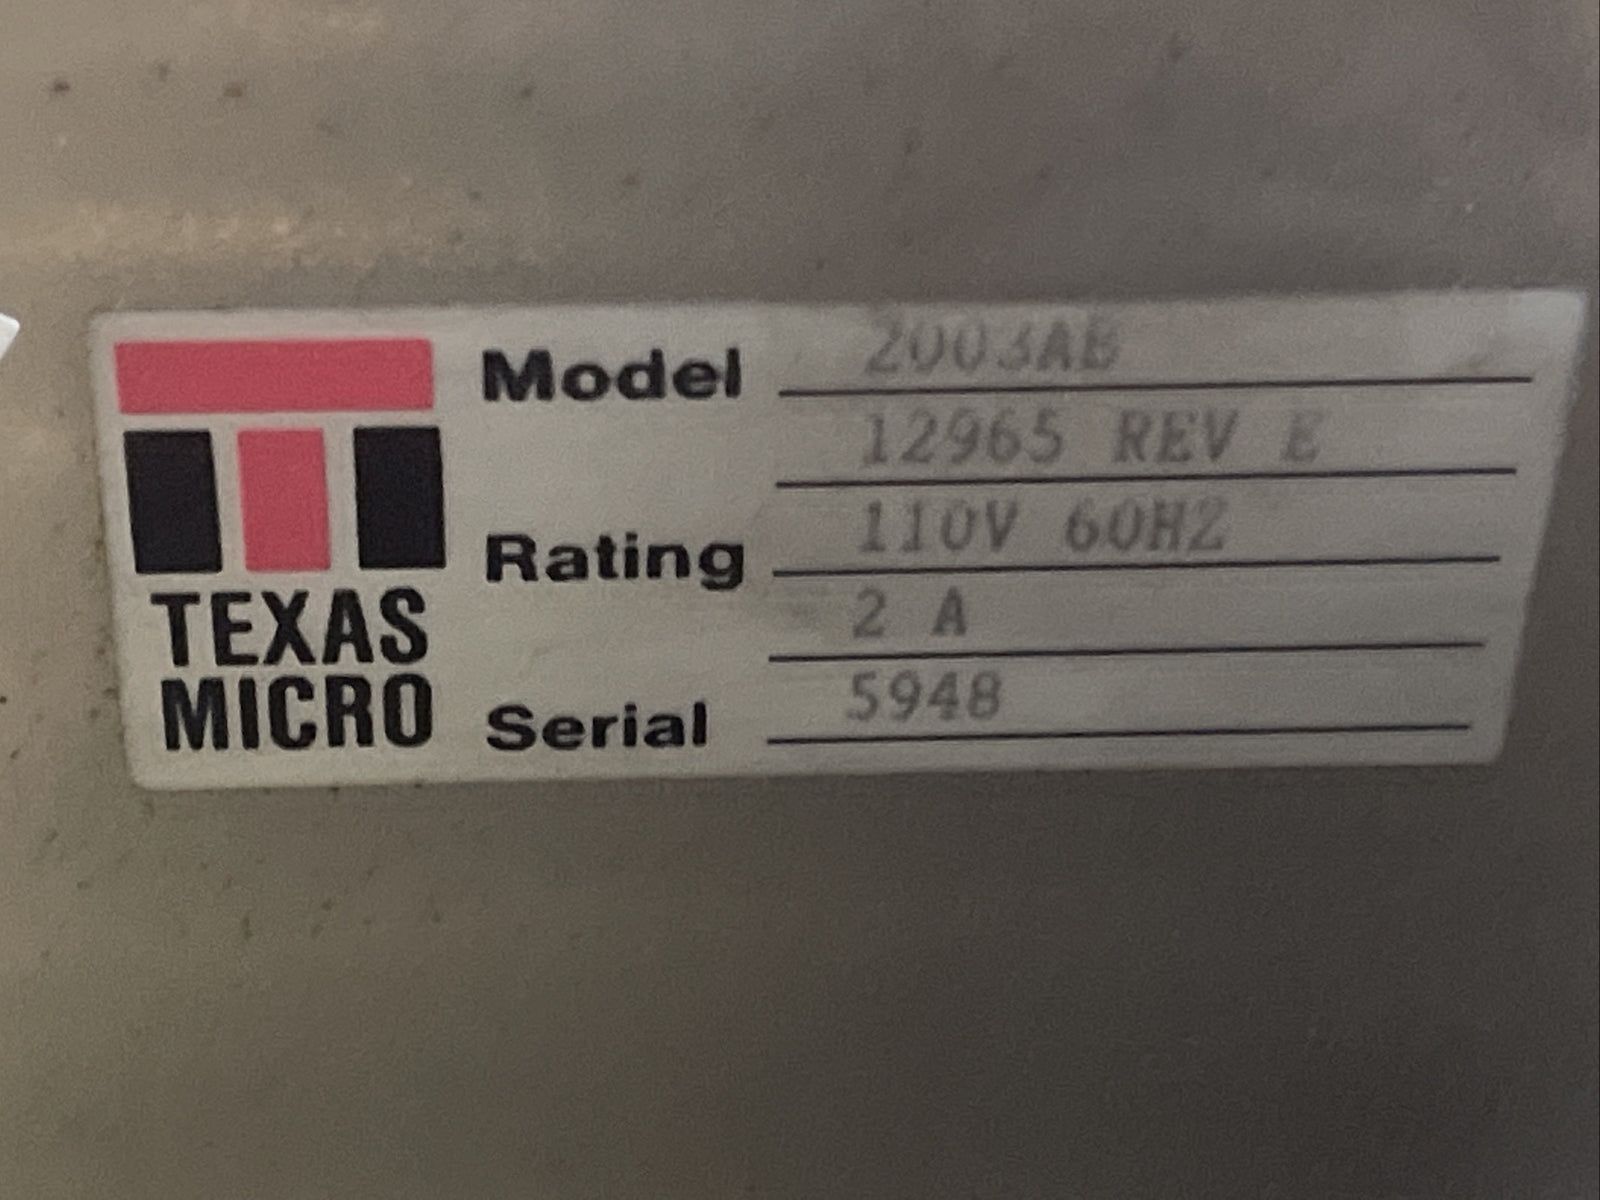 Model 2003AB
12965 REV E
Rating 110V 60HZ
2 A
Serial 5948
TEXAS
MICRO